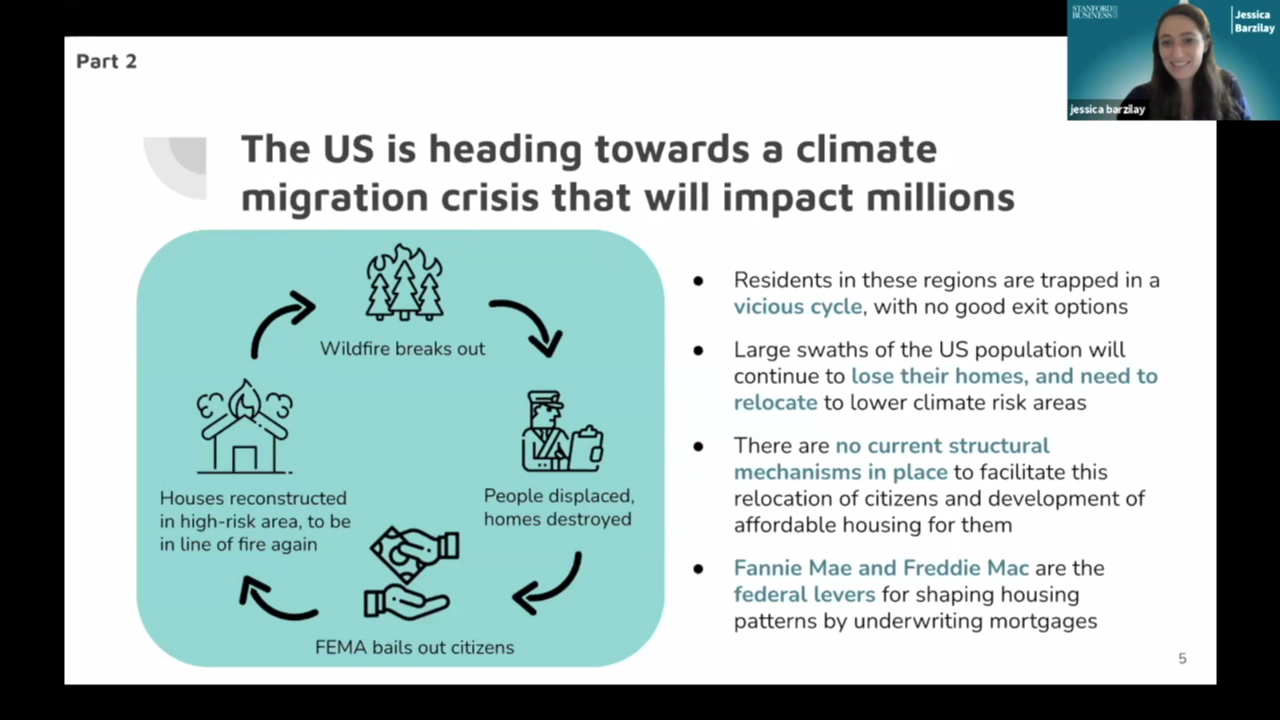 Part 2
STANFORD
BUSINESS
Jessica
Barzilay
jessica barzilay
The US is heading towards a climate
migration crisis that will impact millions
Wildfire breaks out
People displaced,
homes destroyed
FEMA bails out citizens
Houses reconstructed
in high-risk area, to be
in line of fire again
● Residents in these regions are trapped in a
vicious cycle, with no good exit options
● Large swaths of the US population will
continue to lose their homes, and need to
relocate to lower climate risk areas
● There are no current structural
mechanisms in place to facilitate this
relocation of citizens and development of
affordable housing for them
● Fannie Mae and Freddie Mac are the
federal levers for shaping housing
patterns by underwriting mortgages
5